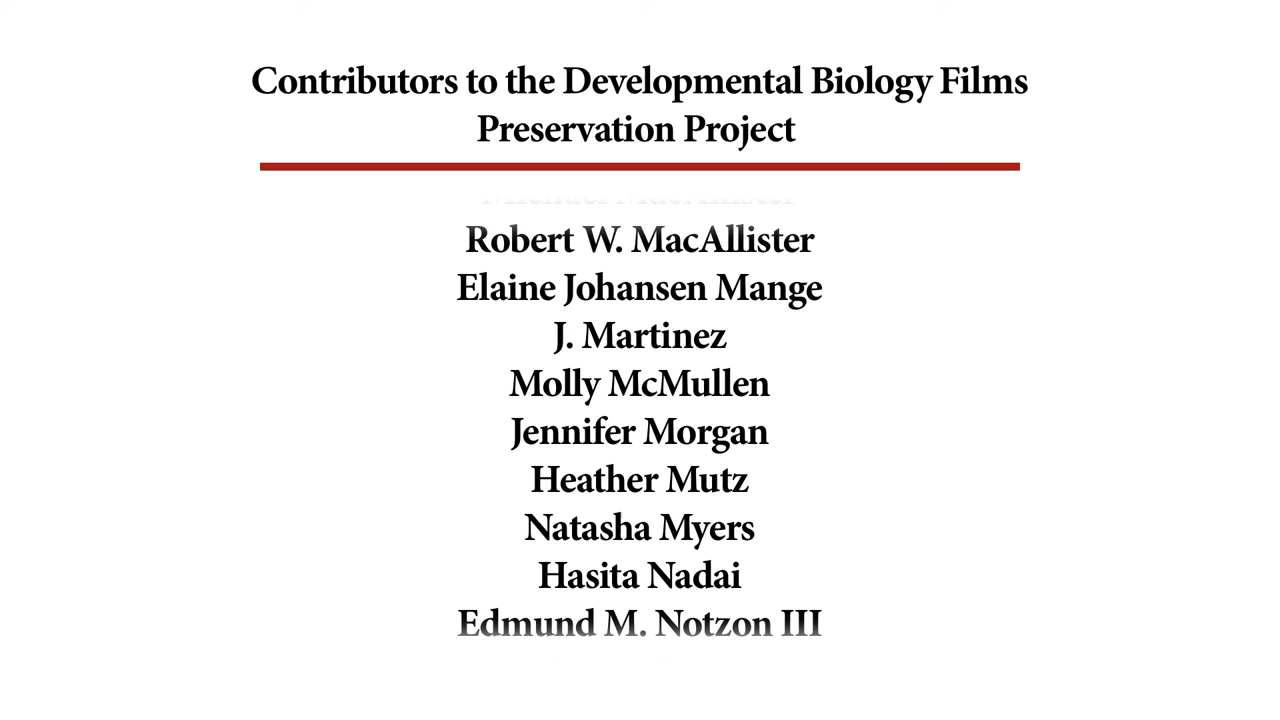 Contributors to the Developmental Biology Films
Preservation Project
Robert W. MacAllister
Elaine Johansen Mange
J. Martinez
Molly McMullen
Jennifer Morgan
Heather Mutz
Natasha Myers
Hasita Nadai
Edmund M. Notzon III